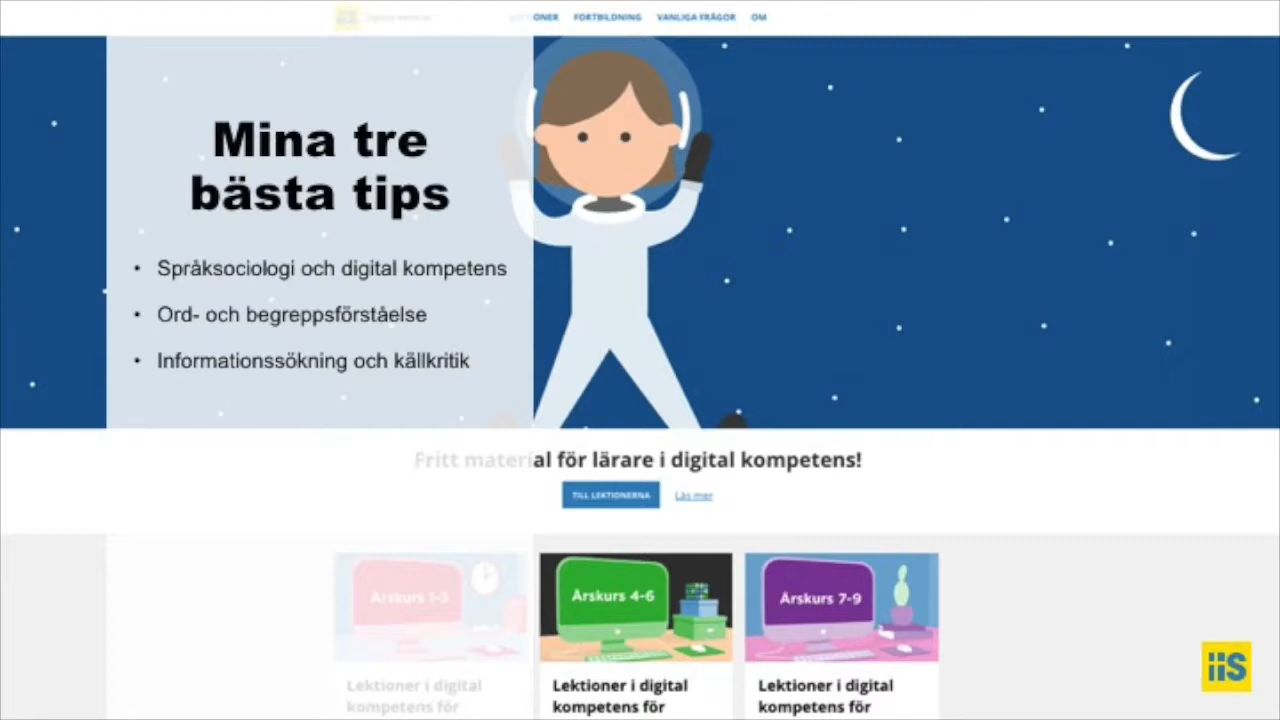 iiS
ONER FORTBILDNING VANLIGA FRÅGOR OM
Mina tre
bästa tips
• Språksociologi och digital kompetens
• Ord- och begreppsförståelse
• Informationssökning och källkritik
Fritt material för lärare i digital kompetens!
TILL LEKTIONERNA Läs mer
Årskurs 1-3 Årskurs 4-6 Årskurs 7-9
Lektioner i digital Lektioner i digital Lektioner i digital
kompetens för kompetens för kompetens för
iiS